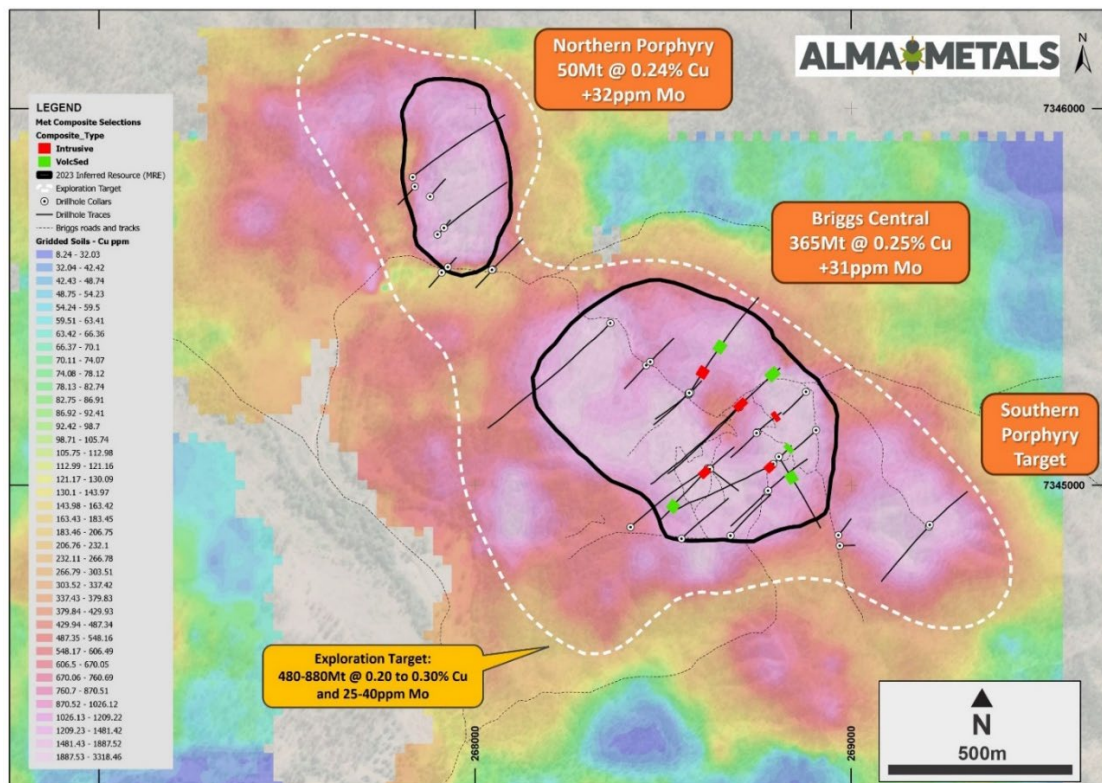 Northern Porphyry
50Mt @ 0.24% Cu
+32ppm Mo
ALMA METALS
N
7346000
LEGEND
Met Composite Selections
Composite_Type
Intrusive
VolcSed
2023 Inferred Resource (MRE)
Exploration Target
Drillhole Collars
Drillhole Traces
Briggs roads and tracks
Gridded Soils - Cu ppm
8.24 - 32.03
32.04 - 42.42
42.43 - 48.74
48.75 - 54.23
54.24 - 59.5
59.51 - 63.41
63.42 - 66.36
66.37 - 70.1
70.11 - 74.07
74.08 - 78.12
78.13 - 82.74
82.75 - 86.91
86.92 - 92.41
92.42 - 98.7
98.71 - 105.74
105.75 - 112.98
112.99 - 121.16
121.17 - 130.09
130.1 - 143.97
143.98 - 163.42
163.43 - 183.45
183.46 - 206.75
206.76 - 232.1
232.11 - 266.78
266.79 - 303.51
303.52 - 337.42
337.43 - 379.83
379.84 - 429.93
429.94 - 487.34
487.35 - 548.16
548.17 - 606.49
606.5 - 670.05
670.06 - 760.69
760.7 - 870.51
870.52 - 1026.12
1026.13 - 1209.22
1209.23 - 1481.42
1481.43 - 1887.52
1887.53 - 3318.46
Briggs Central
365Mt @ 0.25% Cu
+31ppm Mo
Southern
Porphyry
Target
7345000
Exploration Target:
480-880Mt @ 0.20 to 0.30% Cu
and 25-40ppm Mo
268000
269000
N
500m